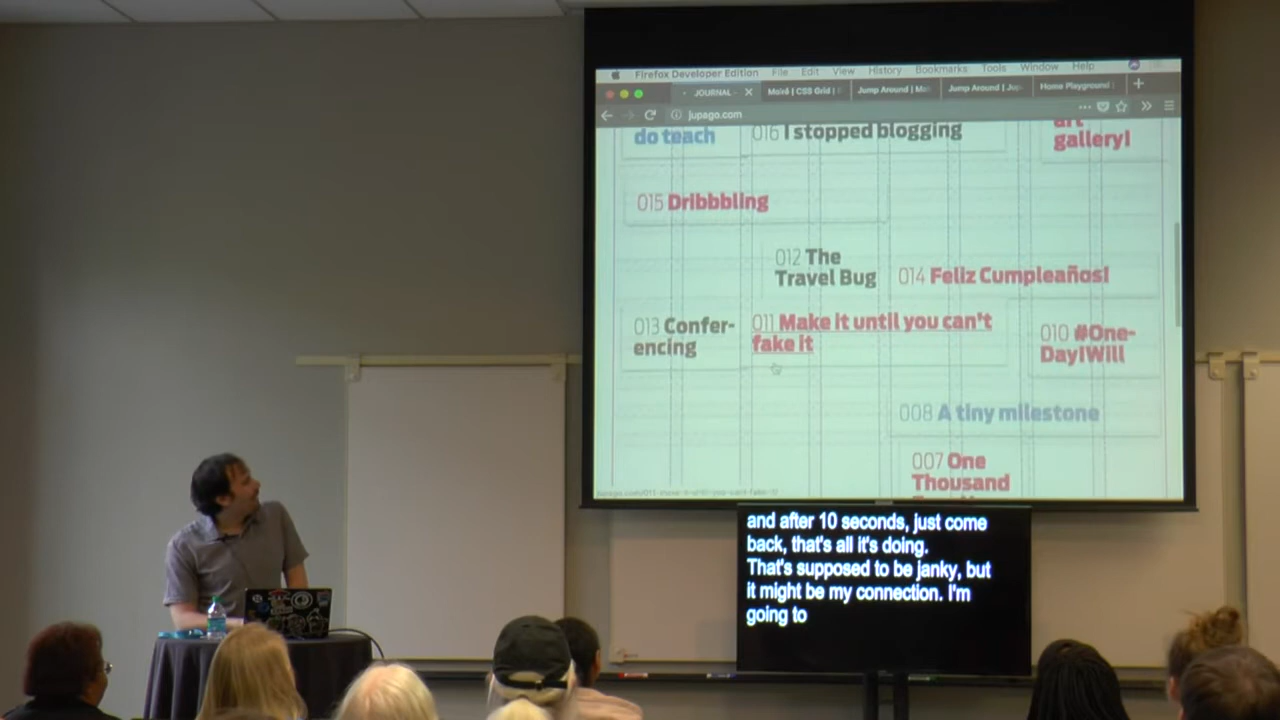 Firefox Developer Edition File Edit View History Bookmarks Tools Window Help
JOURNAL - Moiré | CSS Grid | Jump Around | Jump Around | Home Playground
jupago.com
do teach
016 I stopped blogging
art
gallery!
015 Dribbbling
012 The
Travel Bug
014 Feliz Cumpleaños!
013 Confer-
encing
011 Make it until you can't
fake it
010 #One-
DayIWill
008 A tiny milestone
007 One
Thousand
and after 10 seconds, just come
back, that's all it's doing.
That's supposed to be janky, but
it might be my connection. I'm
going to